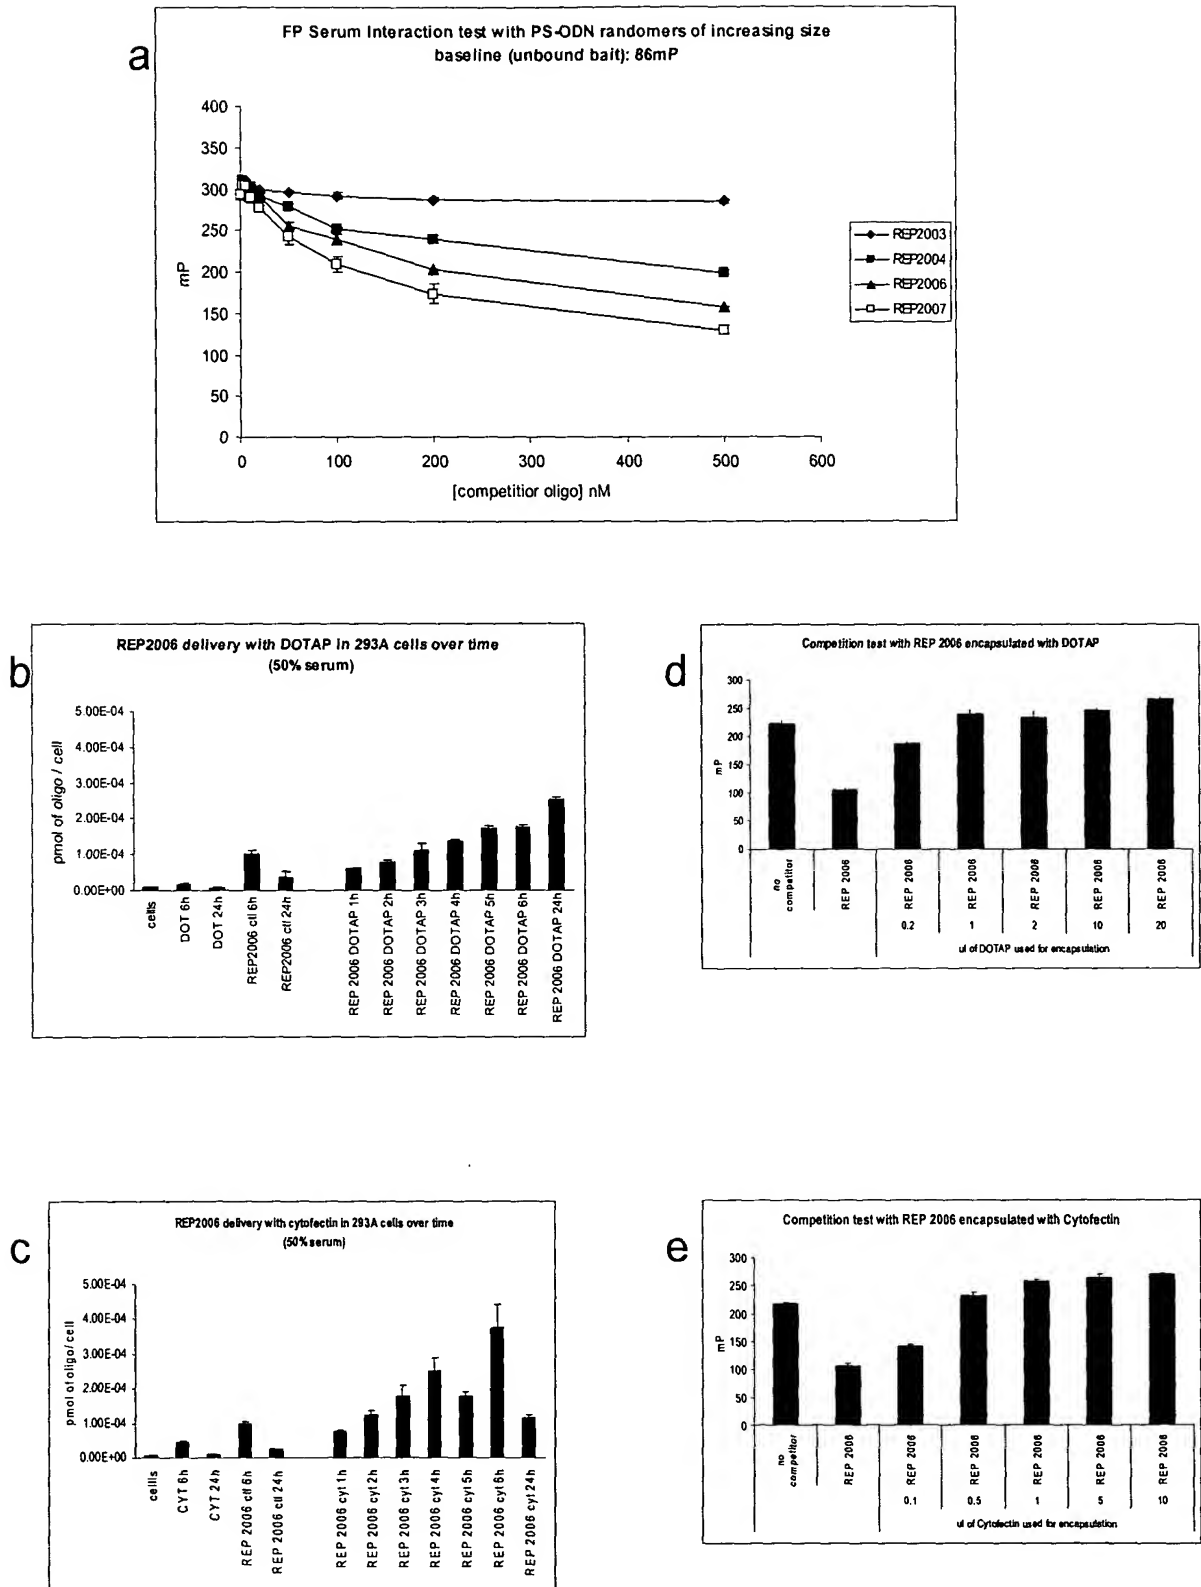 a
FP Serum Interaction test with PS-ODN randomers of increasing size
baseline (unbound bait): 86mP
400
350
300
250
200
150
100
50
0
mP
0 100 200 300 400 500 600
[competitior oligo] nM
REP2003
REP2004
REP2006
REP2007
b
REP2006 delivery with DOTAP in 293A cells over time
(50% serum)
5.00E-04
4.00E-04
3.00E-04
2.00E-04
1.00E-04
0.00E+00
pmol of oligo / cell
cells
DOT 6h
DOT 24h
REP2006 ctl 6h
REP2006 ctl 24h
REP 2006 DOTAP 1h
REP 2006 DOTAP 2h
REP 2006 DOTAP 3h
REP 2006 DOTAP 4h
REP 2006 DOTAP 5h
REP 2006 DOTAP 6h
REP 2006 DOTAP 24h
d
Competition test with REP 2006 encapsulated with DOTAP
300
250
200
150
100
50
0
mP
no competitor
REP 2006
REP 2006
REP 2006
REP 2006
REP 2006
REP 2006
0.2 1 2 10 20
ul of DOTAP used for encapsulation
c
REP2006 delivery with cytofectin in 293A cells over time
(50% serum)
5.00E-04
4.00E-04
3.00E-04
2.00E-04
1.00E-04
0.00E+00
pmol of oligo/cell
cells
CYT 6h
CYT 24h
REP 2006 ctl 6h
REP 2006 ctl 24h
REP 2006 cyt 1h
REP 2006 cyt 2h
REP 2006 cyt 3h
REP 2006 cyt 4h
REP 2006 cyt 5h
REP 2006 cyt 6h
REP 2006 cyt 24h
e
Competition test with REP 2006 encapsulated with Cytofectin
300
250
200
150
100
50
0
mP
no competitor
REP 2006
REP 2006
REP 2006
REP 2006
REP 2006
REP 2006
0.1 0.5 1 5 10
ul of Cytofectin used for encapsulation